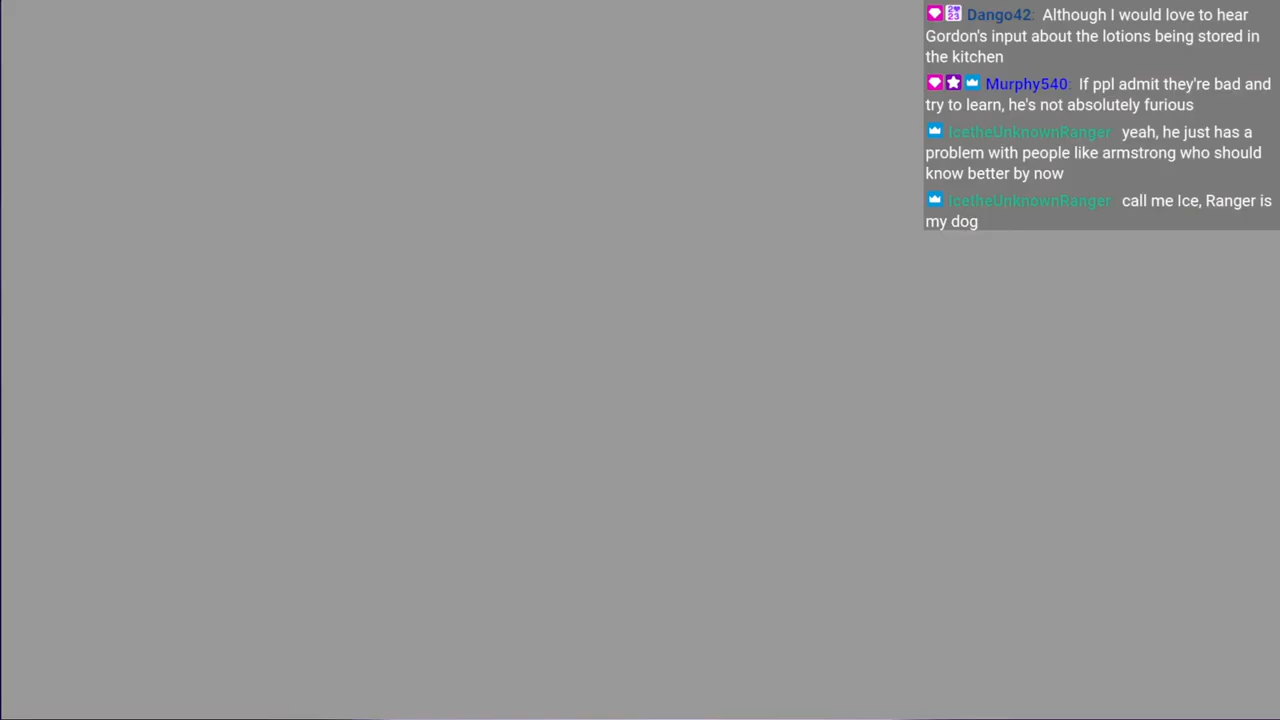 Dango42: Although I would love to hear
Gordon's input about the lotions being stored in
the kitchen
Murphy540: If ppl admit they're bad and
try to learn, he's not absolutely furious
IcetheUnknownRanger: yeah, he just has a
problem with people like armstrong who should
know better by now
IcetheUnknownRanger: call me Ice, Ranger is
my dog